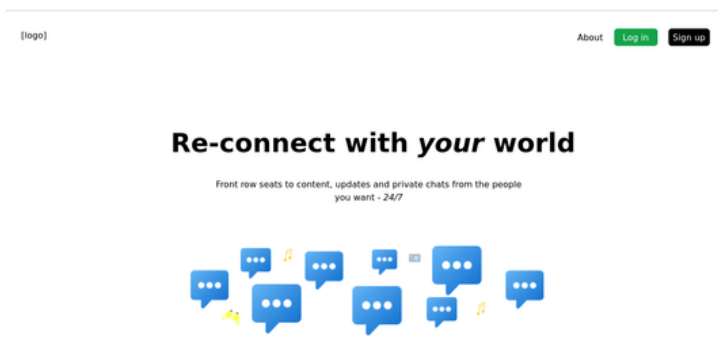 [logo]
About
Log in
Sign up
Re-connect with your world
Front row seats to content, updates and private chats from the people
you want - 24/7